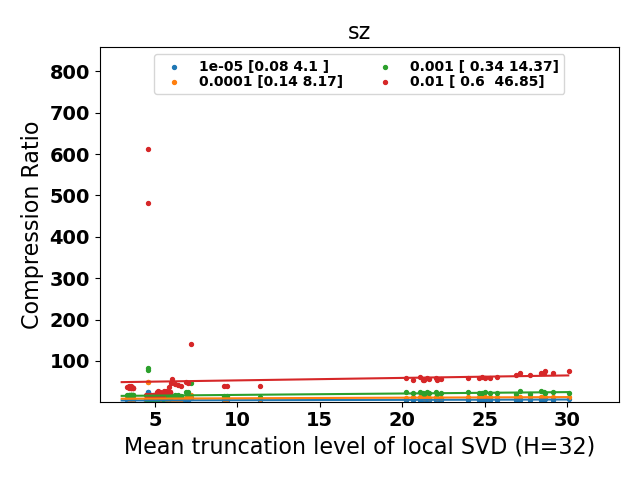 sz
1e-05 [0.08 4.1 ]
0.0001 [0.14 8.17]
0.001 [ 0.34 14.37]
0.01 [ 0.6  46.85]
Compression Ratio
800
700
600
500
400
300
200
100
5 10 15 20 25 30
Mean truncation level of local SVD (H=32)